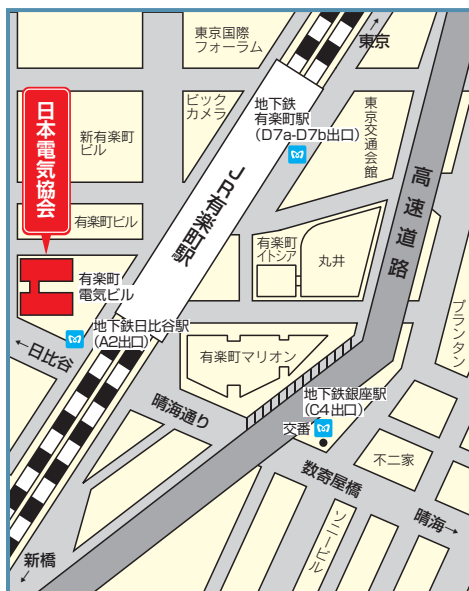 東京国際
フォーラム
東京
ビック
カメラ
地下鉄
有楽町駅
(D7a-D7b出口)
東京交通会館
日本電気協会
新有楽町
ビル
JR有楽町駅
高速道路
有楽町ビル
有楽町
イトシア
丸井
有楽町
電気ビル
プランタン
地下鉄日比谷駅
(A2出口)
←日比谷
有楽町マリオン
晴海通り
地下鉄銀座駅
(C4出口)
交番
不二家
数寄屋橋
ソニービル
晴海→
新橋